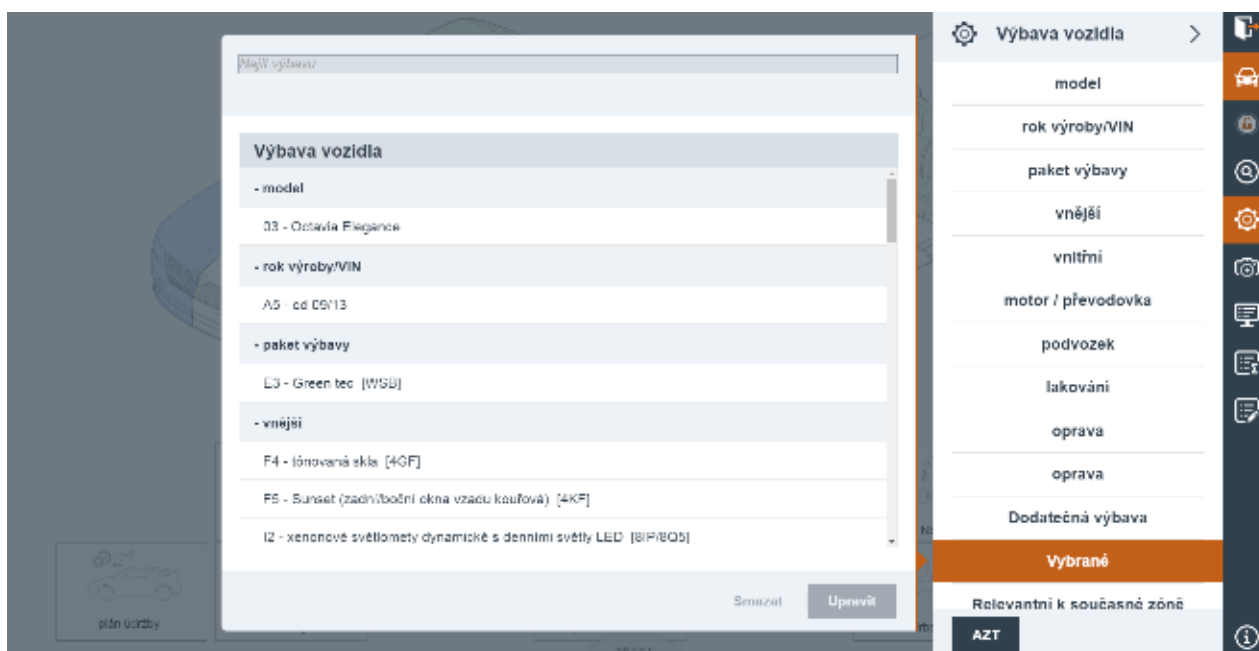 Najít výbavu
Výbava vozidla
- model
03 - Octavia Elegance
- rok výroby/VIN
A5 - od 09/13
- paket výbavy
E3 - Green tec [WSB]
- vnější
F4 - tónovaná skla [4GF]
F5 - Sunset (zadní/boční okna vzadu kouřová) [4KF]
I2 - xenonové světlomety dynamické s denními světly LED [8IP/8Q5]
Smazat
Upravit
plán údržby
Výbava vozidla
model
rok výroby/VIN
paket výbavy
vnější
vnitřní
motor / převodovka
podvozek
lakování
oprava
oprava
Dodatečná výbava
Vybrané
Relevantní k současné zóně
AZT